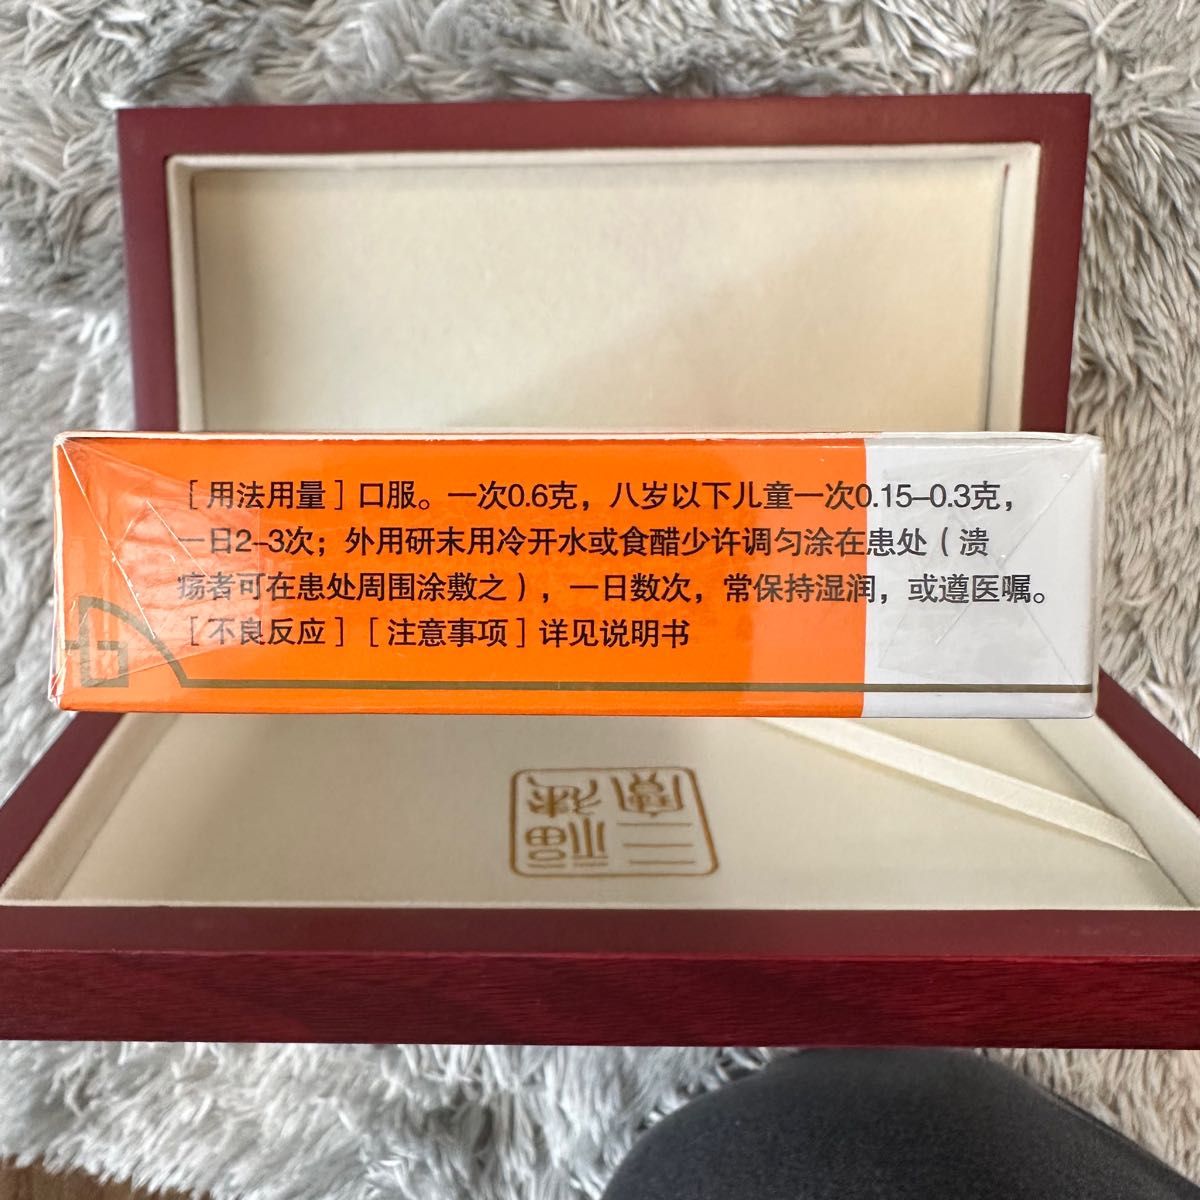 [用法用量]口服。一次0.6克，八岁以下儿童一次0.15–0.3克，
一日2–3次；外用研末用冷开水或食醋少许调匀涂在患处（溃
疡者可在患处周围涂敷之），一日数次，常保持湿润，或遵医嘱。
[不良反应][注意事项]详见说明书